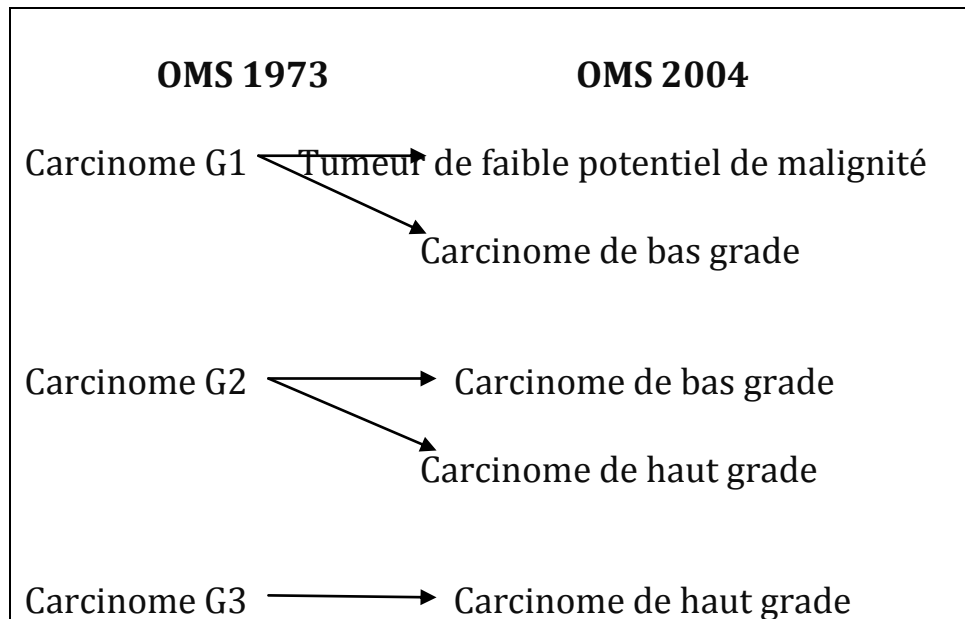 OMS 1973 OMS 2004
Carcinome G1 Tumeur de faible potentiel de malignité
Carcinome de bas grade
Carcinome G2 Carcinome de bas grade
Carcinome de haut grade
Carcinome G3 Carcinome de haut grade